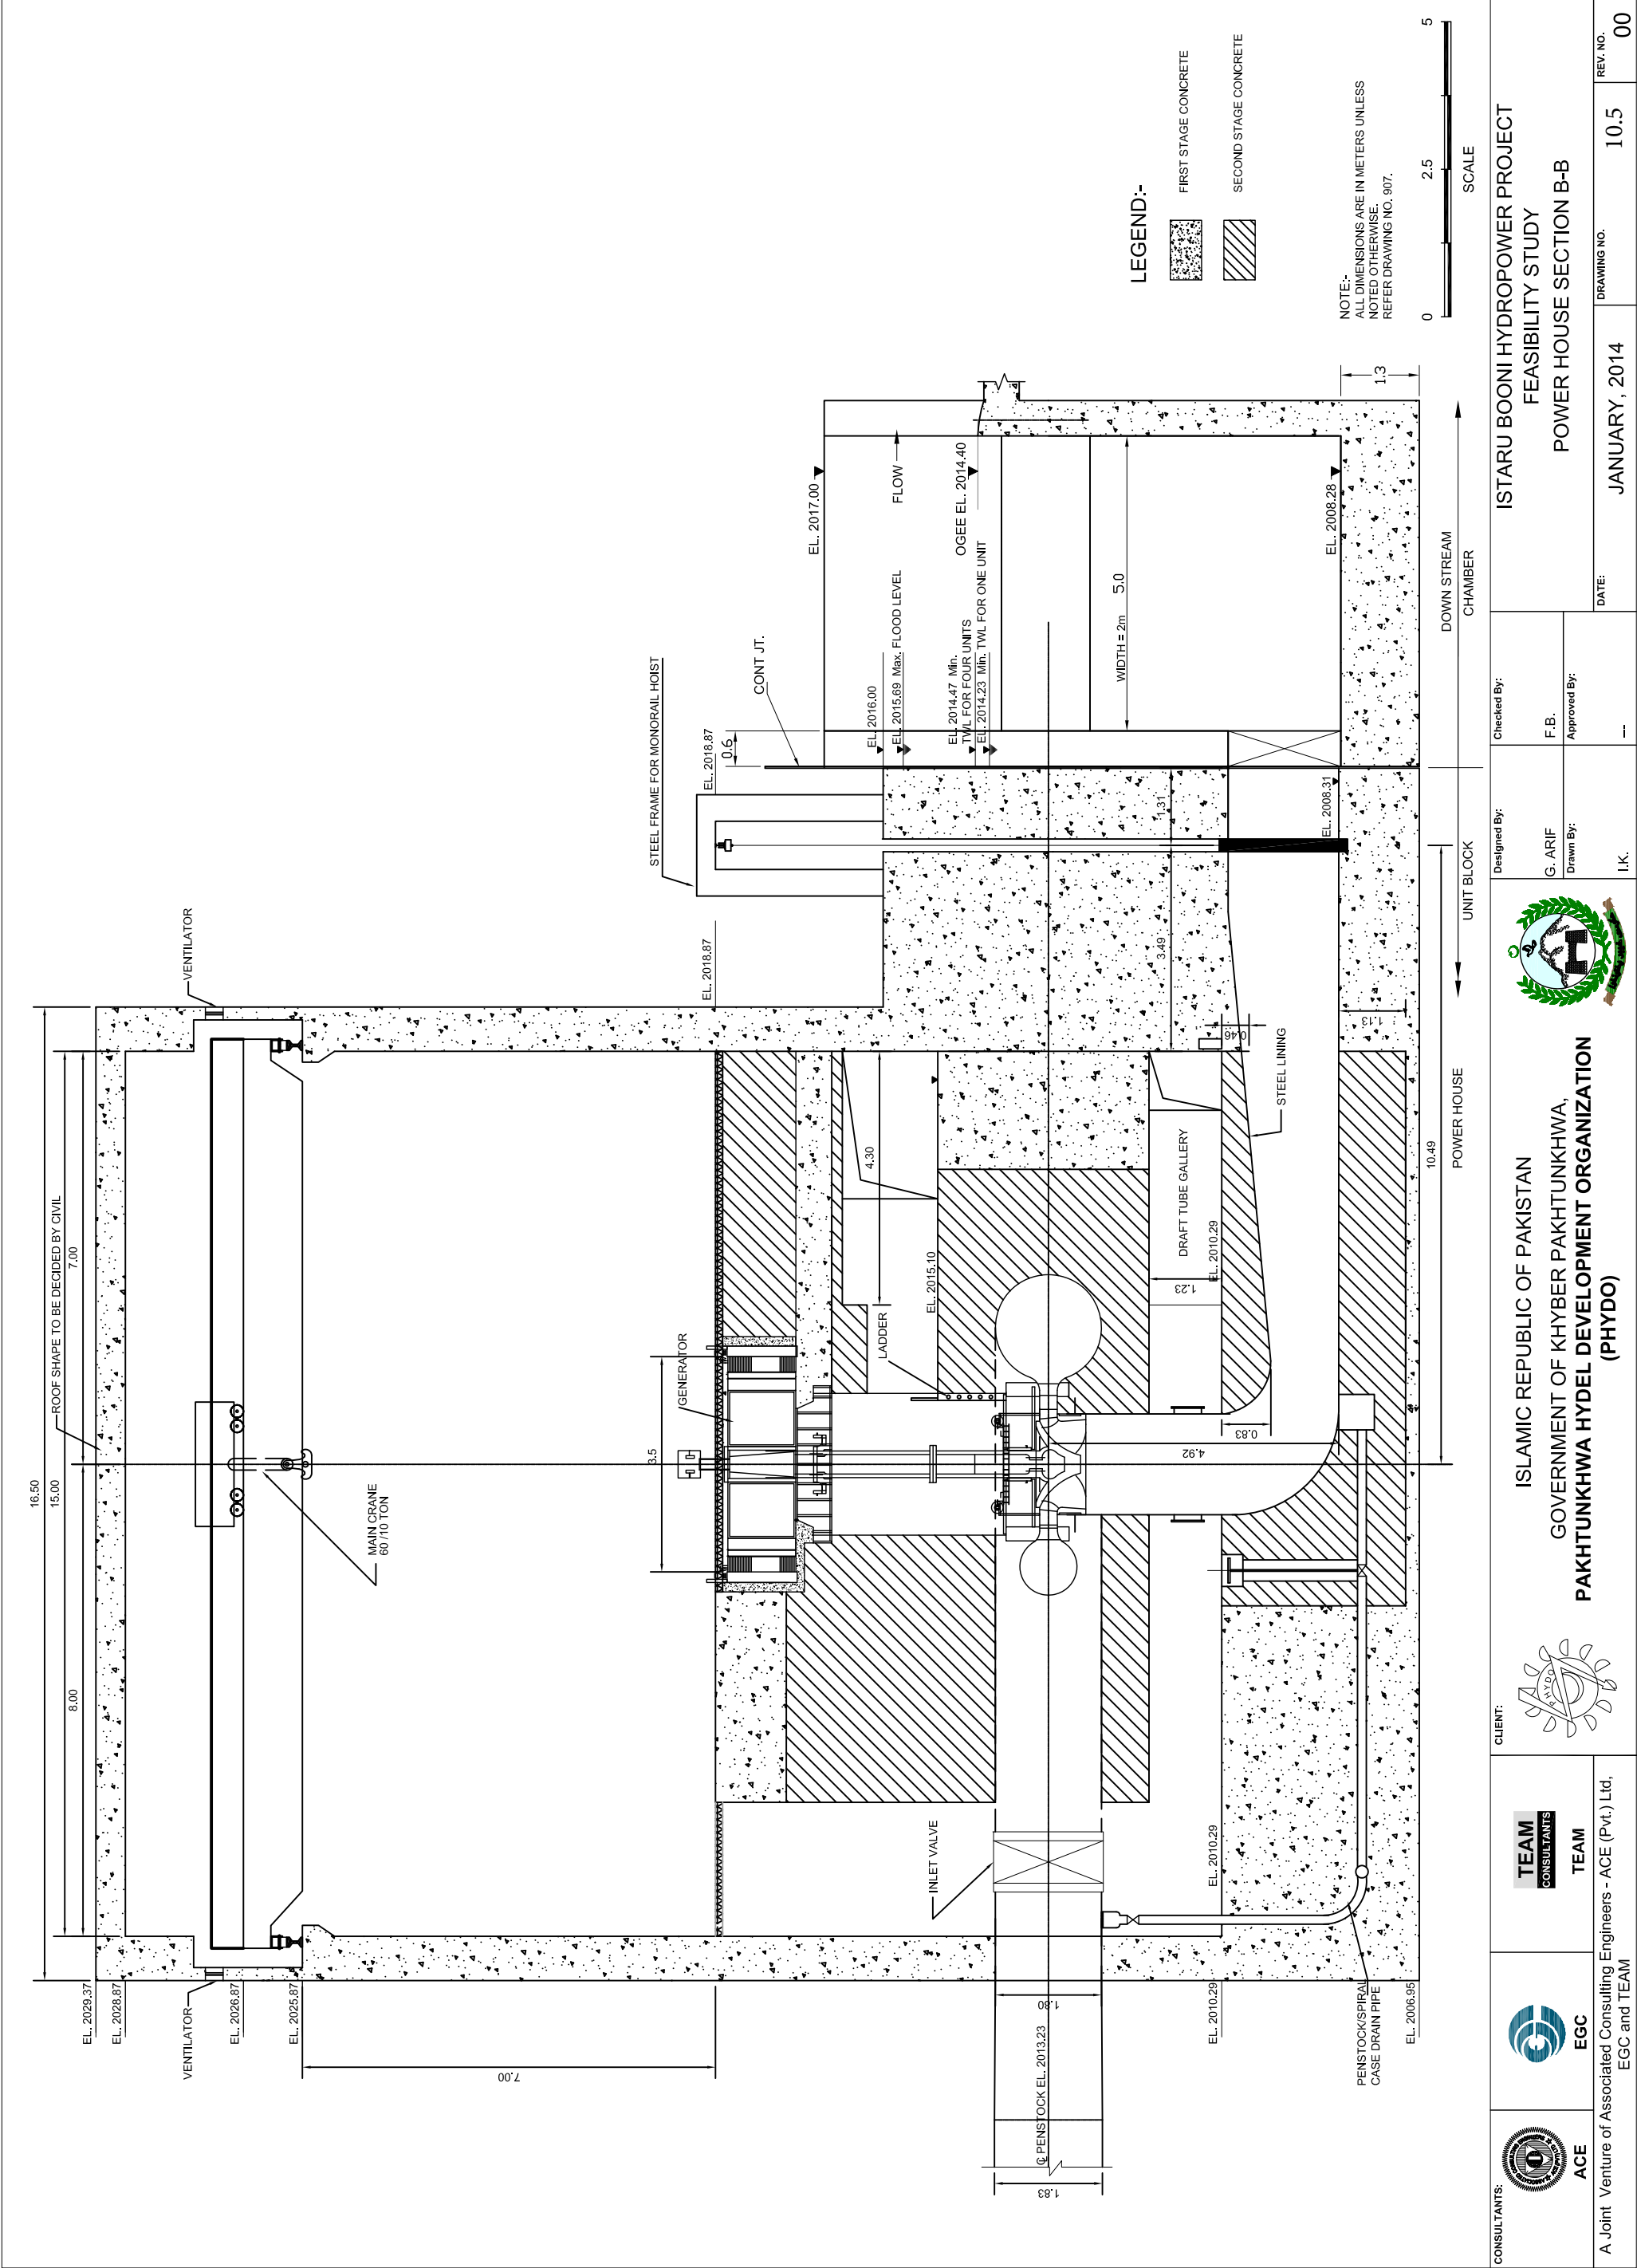 16.50
15.00
ROOF SHAPE TO BE DECIDED BY CIVIL
8.00
7.00
EL. 2029.37
EL. 2028.87
VENTILATOR
VENTILATOR
EL. 2026.87
EL. 2025.87
MAIN CRANE
60 /10 TON
7.00
STEEL FRAME FOR MONORAIL HOIST
EL. 2018.87
EL. 2018.87
0.6
CONT JT.
3.5
GENERATOR
EL. 2017.00
EL. 2016.00
EL. 2015.69 Max. FLOOD LEVEL
FLOW
4.30
LADDER
EL. 2015.10
EL. 2014.47 Min.
TWL FOR FOUR UNITS
EL. 2014.23 Min. TWL FOR ONE UNIT
OGEE EL. 2014.40
INLET VALVE
1.83
℄ PENSTOCK EL. 2013.23
1.80
WIDTH = 2m
5.0
3.49
1.31
DRAFT TUBE GALLERY
1.23
EL. 2010.29
EL. 2010.29
EL. 2010.29
4.92
0.83
0.46
STEEL LINING
EL. 2008.31
EL. 2008.28
PENSTOCK/SPIRAL
CASE DRAIN PIPE
EL. 2006.95
1.13
1.3
10.49
POWER HOUSE
UNIT BLOCK
DOWN STREAM
CHAMBER
LEGEND:-
FIRST STAGE CONCRETE
SECOND STAGE CONCRETE
NOTE:-
ALL DIMENSIONS ARE IN METERS UNLESS
NOTED OTHERWISE.
REFER DRAWING NO. 907.
0 2.5 5
SCALE
CONSULTANTS:
ACE
EGC
TEAM
CONSULTANTS
TEAM
A Joint Venture of Associated Consulting Engineers - ACE (Pvt.) Ltd,
EGC and TEAM
CLIENT:
PHYDO
ISLAMIC REPUBLIC OF PAKISTAN
GOVERNMENT OF KHYBER PAKHTUNKHWA,
PAKHTUNKHWA HYDEL DEVELOPMENT ORGANIZATION
(PHYDO)
Designed By:
G. ARIF
Checked By:
F.B.
Drawn By:
I.K.
Approved By:
--
ISTARU BOONI HYDROPOWER PROJECT
FEASIBILITY STUDY
POWER HOUSE SECTION B-B
DATE:
JANUARY, 2014
DRAWING NO.
10.5
REV. NO.
00